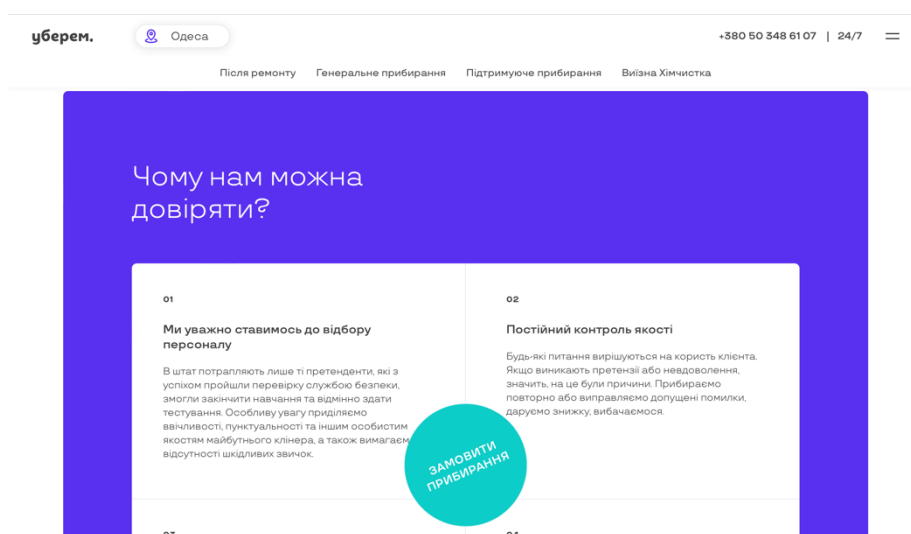 уберем.
Одеса
+380 50 348 61 07 | 24/7
Після ремонту Генеральне прибирання Підтримуюче прибирання Виїзна Хімчистка
Чому нам можна
довіряти?
01
Ми уважно ставимось до відбору
персоналу
В штат потрапляють лише ті претенденти, які з
успіхом пройшли перевірку службою безпеки,
змогли закінчити навчання та відмінно здати
тестування. Особливу увагу приділяємо
ввічливості, пунктуальності та іншим особистим
якостям майбутнього клінера, а також вимагаєм
відсутності шкідливих звичок.
02
Постійний контроль якості
Будь-які питання вирішуються на користь клієнта.
Якщо виникають претензії або невдоволення,
значить, на це були причини. Прибираємо
повторно або виправляємо допущені помилки,
даруємо знижку, вибачаємося.
ЗАМОВИТИ
ПРИБИРАННЯ